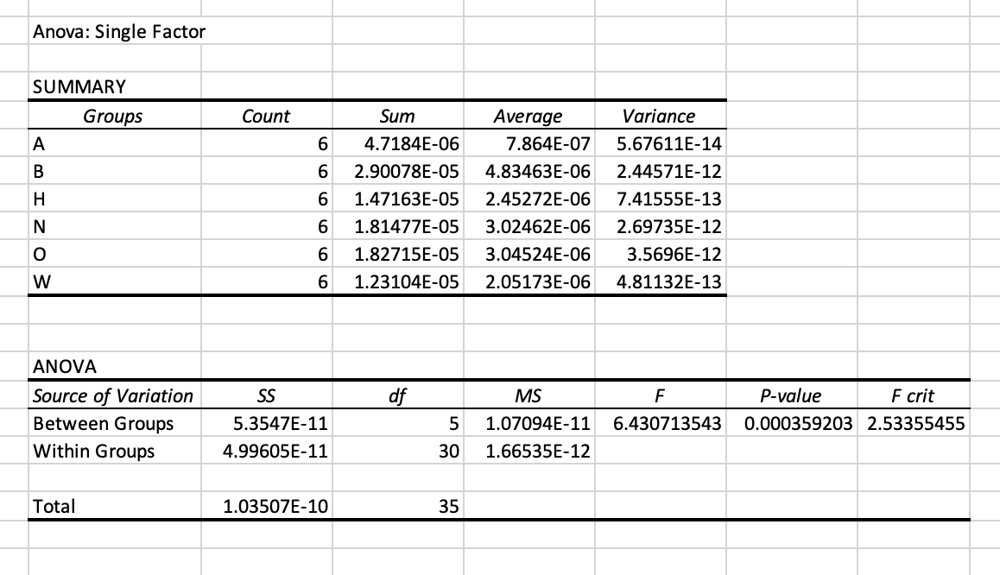 Anova: Single Factor
SUMMARY
Groups Count Sum Average Variance
A 6 4.7184E-06 7.864E-07 5.67611E-14
B 6 2.90078E-05 4.83463E-06 2.44571E-12
H 6 1.47163E-05 2.45272E-06 7.41555E-13
N 6 1.81477E-05 3.02462E-06 2.69735E-12
O 6 1.82715E-05 3.04524E-06 3.5696E-12
W 6 1.23104E-05 2.05173E-06 4.81132E-13
ANOVA
Source of Variation SS df MS F P-value F crit
Between Groups 5.3547E-11 5 1.07094E-11 6.430713543 0.000359203 2.53355455
Within Groups 4.99605E-11 30 1.66535E-12
Total 1.03507E-10 35